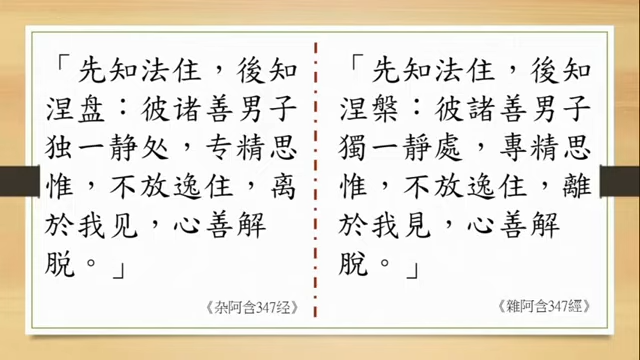 「先知法住，後知
涅盘：彼诸善男子
独一静处，专精思
惟，不放逸住，离
於我见，心善解
脱。」
《杂阿含347经》
「先知法住，後知
涅槃：彼諸善男子
獨一靜處，專精思
惟，不放逸住，離
於我見，心善解
脫。」
《雜阿含347經》